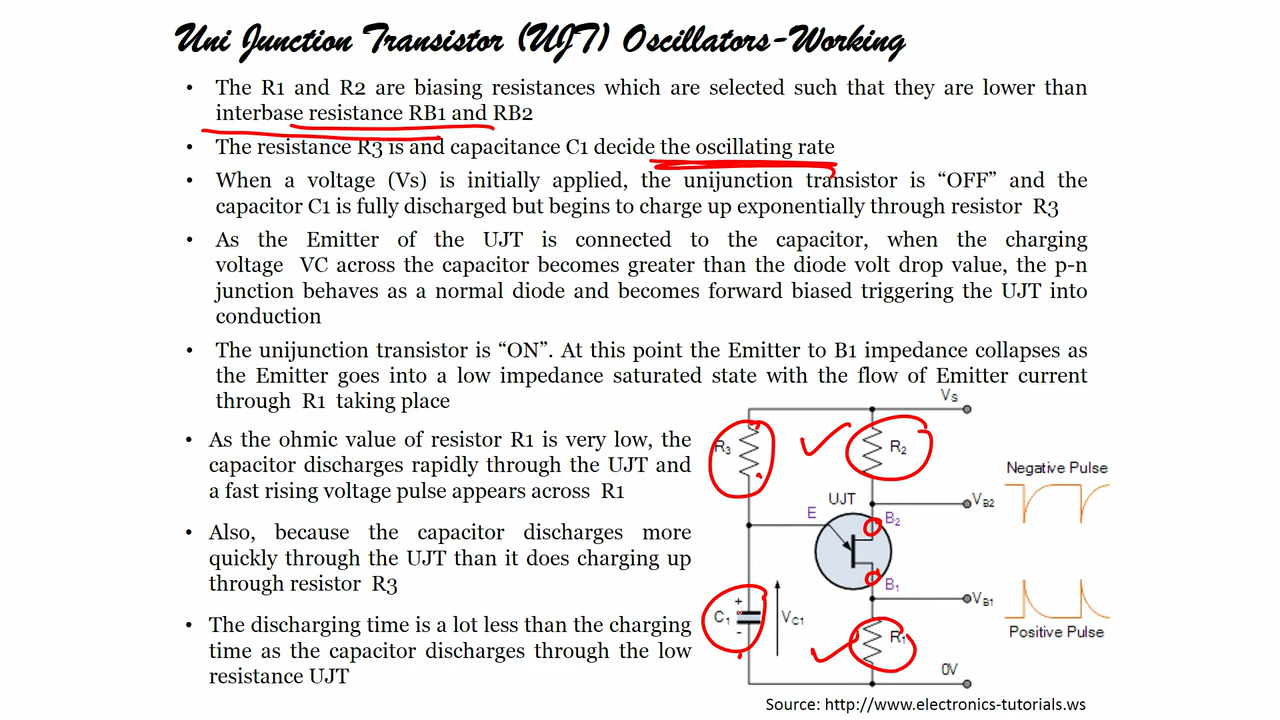 Uni Junction Transistor (UJT) Oscillators-Working
• The R1 and R2 are biasing resistances which are selected such that they are lower than
interbase resistance RB1 and RB2
• The resistance R3 is and capacitance C1 decide the oscillating rate
• When a voltage (Vs) is initially applied, the unijunction transistor is “OFF” and the
capacitor C1 is fully discharged but begins to charge up exponentially through resistor R3
• As the Emitter of the UJT is connected to the capacitor, when the charging
voltage VC across the capacitor becomes greater than the diode volt drop value, the p-n
junction behaves as a normal diode and becomes forward biased triggering the UJT into
conduction
• The unijunction transistor is “ON”. At this point the Emitter to B1 impedance collapses as
the Emitter goes into a low impedance saturated state with the flow of Emitter current
through R1 taking place
• As the ohmic value of resistor R1 is very low, the
capacitor discharges rapidly through the UJT and
a fast rising voltage pulse appears across R1
• Also, because the capacitor discharges more
quickly through the UJT than it does charging up
through resistor R3
• The discharging time is a lot less than the charging
time as the capacitor discharges through the low
resistance UJT
Vs
R3
R2
Negative Pulse
UJT
VB2
E
B2
B1
+
C1
-
VC1
VB1
R1
Positive Pulse
0V
Source: http://www.electronics-tutorials.ws